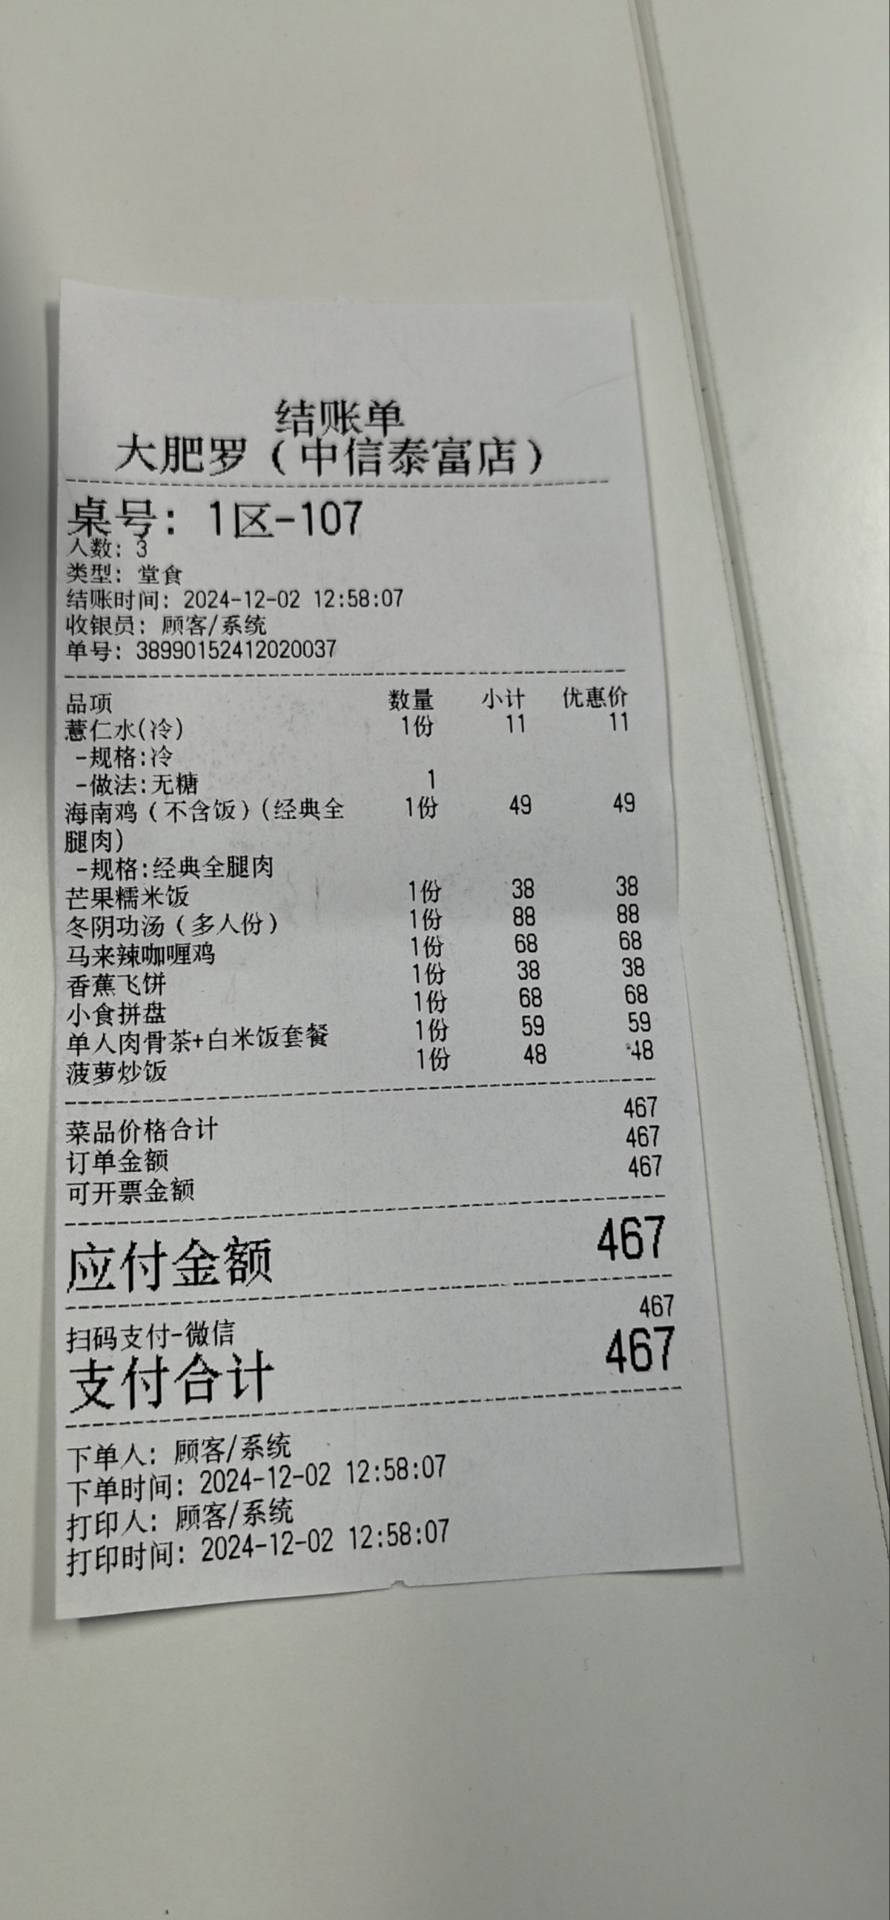 结账单
大肥罗（中信泰富店）
桌号：1区-107
人数：3
类型：堂食
结账时间：2024-12-02 12:58:07
收银员：顾客/系统
单号：38990152412020037
品项 数量 小计 优惠价
薏仁水(冷) 1份 11 11
-规格:冷
-做法:无糖 1
海南鸡（不含饭）(经典全 1份 49 49
腿肉)
-规格:经典全腿肉
芒果糯米饭 1份 38 38
冬阴功汤（多人份） 1份 88 88
马来辣咖喱鸡 1份 68 68
香蕉飞饼 1份 38 38
小食拼盘 1份 68 68
单人肉骨茶+白米饭套餐 1份 59 59
菠萝炒饭 1份 48 48
菜品价格合计 467
订单金额 467
可开票金额 467
应付金额 467
扫码支付-微信 467
支付合计 467
下单人：顾客/系统
下单时间：2024-12-02 12:58:07
打印人：顾客/系统
打印时间：2024-12-02 12:58:07